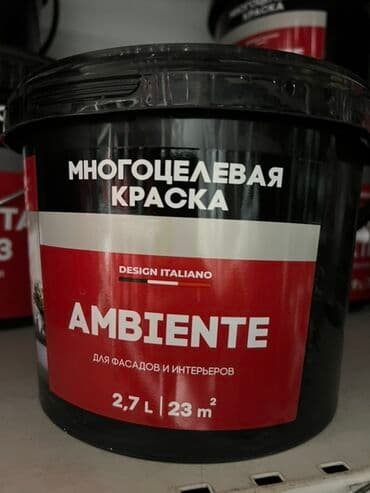 МНОГОЦЕЛЕВАЯ
КРАСКА
DESIGN ITALIANO
AMBIENTE
ДЛЯ ФАСАДОВ И ИНТЕРЬЕРОВ
2,7 L | 23 m²